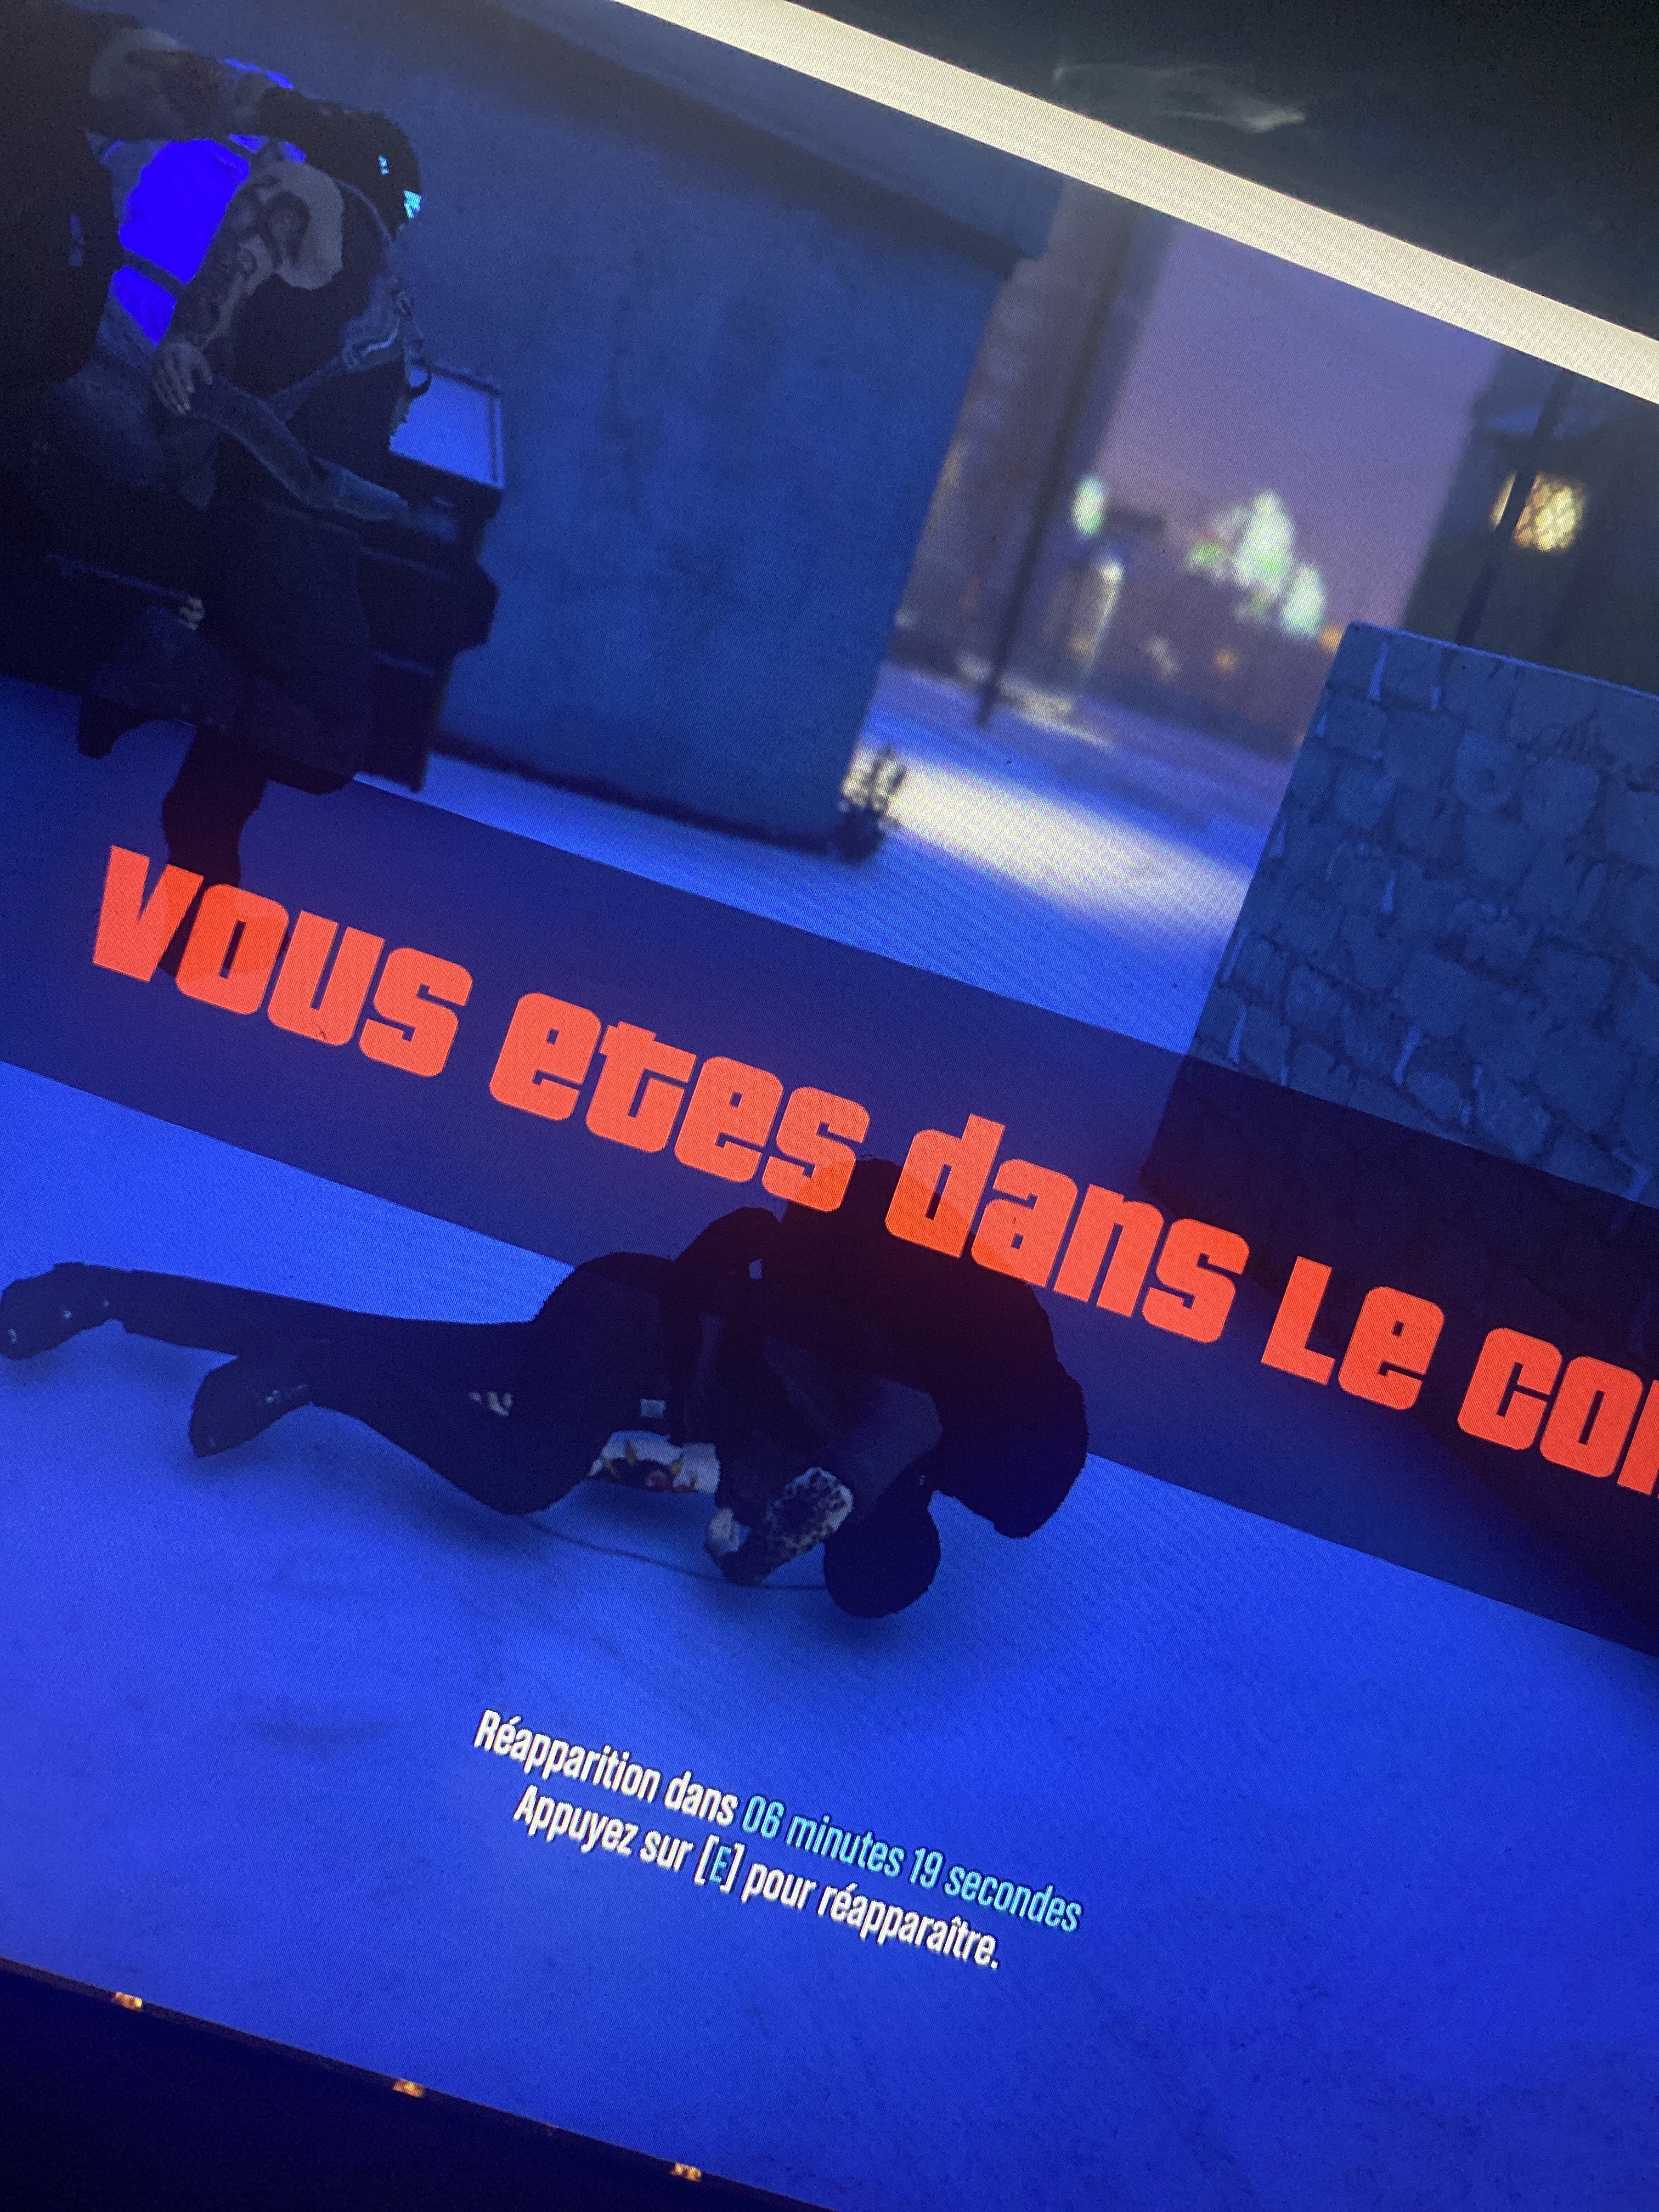 vous etes dans le
Réapparition dans 06 minutes 19 secondes
Appuyez sur [E] pour réapparaître.